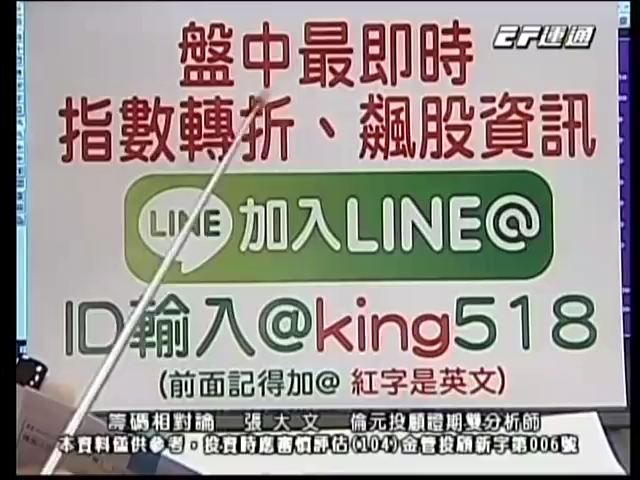 EF運通
盤中最即時
指數轉折、飆股資訊
LINE 加入LINE@
ID輸入@king518
(前面記得加@ 紅字是英文)
籌碼相對論 張大文 倫元投顧證期雙分析師
本資料僅供參考,投資時應審慎評估(104)金管投顧新字第006號